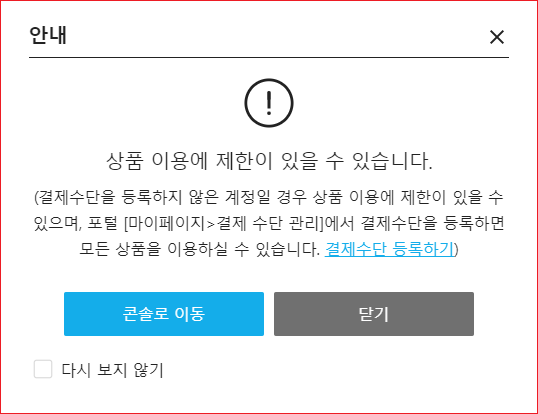 안내
상품 이용에 제한이 있을 수 있습니다.
(결제수단을 등록하지 않은 계정일 경우 상품 이용에 제한이 있을 수
있으며, 포털 [마이페이지>결제 수단 관리]에서 결제수단을 등록하면
모든 상품을 이용하실 수 있습니다. 결제수단 등록하기)
콘솔로 이동
닫기
다시 보지 않기